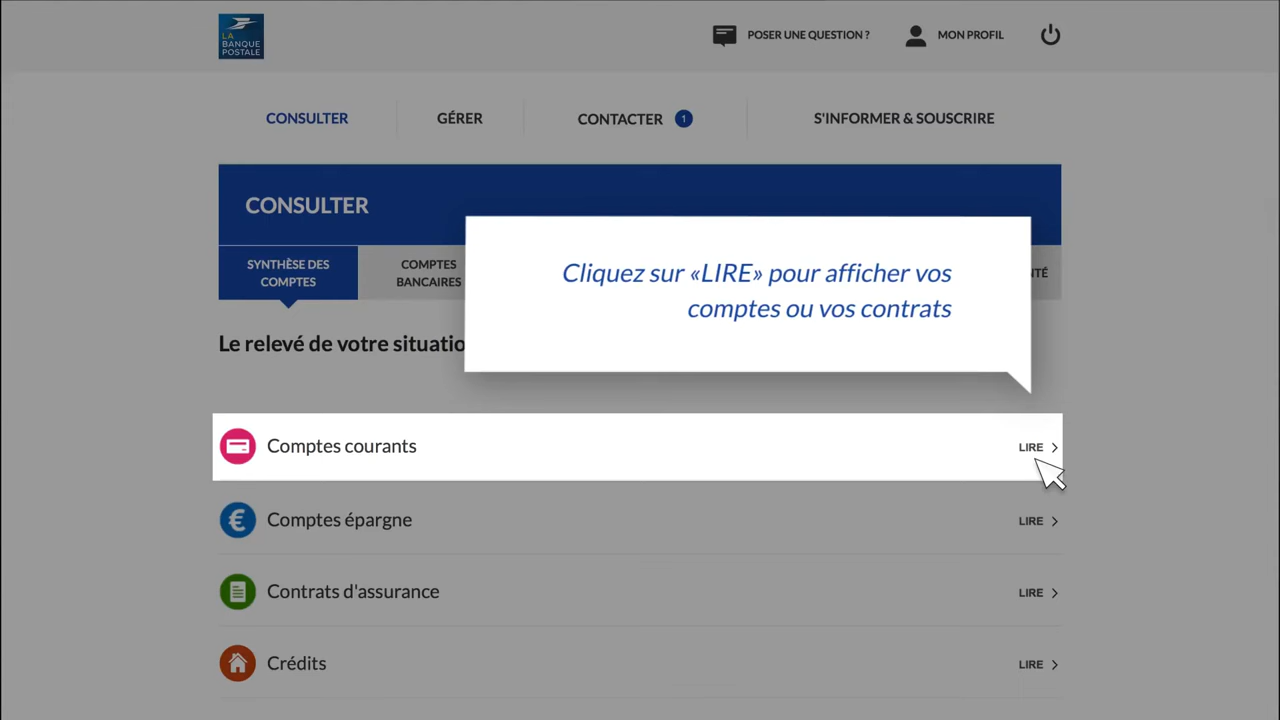 LA
BANQUE
POSTALE
POSER UNE QUESTION ?
MON PROFIL
CONSULTER
GÉRER
CONTACTER 1
S'INFORMER & SOUSCRIRE
CONSULTER
SYNTHÈSE DES
COMPTES
COMPTES
BANCAIRES
Cliquez sur «LIRE» pour afficher vos
comptes ou vos contrats
Le relevé de votre
Comptes courants
LIRE
Comptes épargne
LIRE
Contrats d'assurance
LIRE
Crédits
LIRE